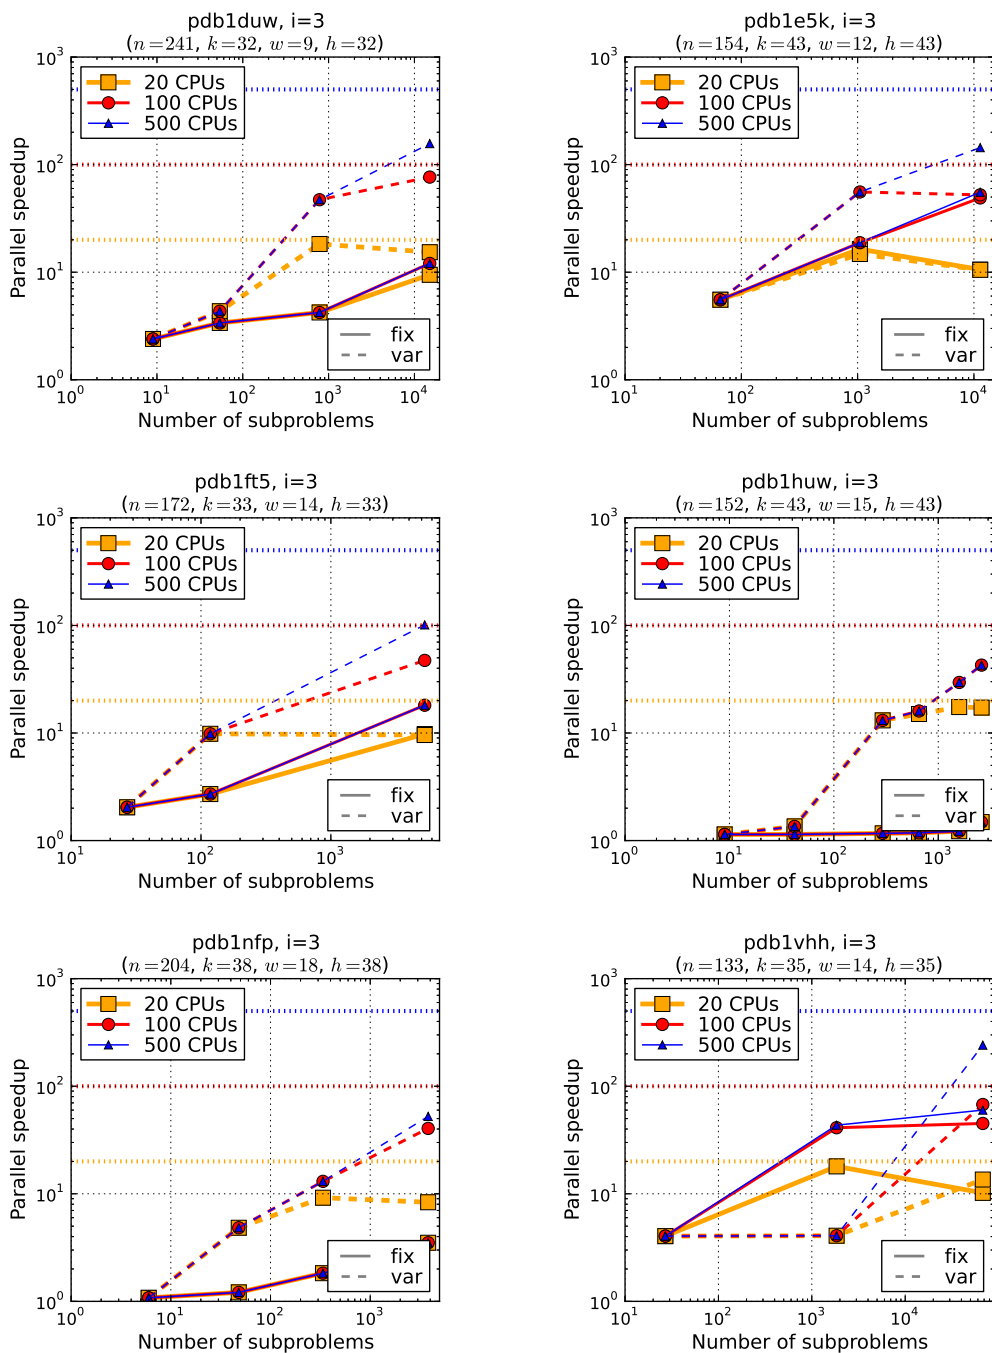 pdb1duw, i=3
(n=241, k=32, w=9, h=32)
10^3
20 CPUs
100 CPUs
500 CPUs
10^2
10^1
fix
var
10^0
10^0 10^1 10^2 10^3 10^4
Parallel speedup
Number of subproblems
pdb1e5k, i=3
(n=154, k=43, w=12, h=43)
10^3
20 CPUs
100 CPUs
500 CPUs
10^2
10^1
fix
var
10^0
10^1 10^2 10^3 10^4
Parallel speedup
Number of subproblems
pdb1ft5, i=3
(n=172, k=33, w=14, h=33)
10^3
20 CPUs
100 CPUs
500 CPUs
10^2
10^1
fix
var
10^0
10^1 10^2 10^3
Parallel speedup
Number of subproblems
pdb1huw, i=3
(n=152, k=43, w=15, h=43)
10^3
20 CPUs
100 CPUs
500 CPUs
10^2
10^1
fix
var
10^0
10^0 10^1 10^2 10^3
Parallel speedup
Number of subproblems
pdb1nfp, i=3
(n=204, k=38, w=18, h=38)
10^3
20 CPUs
100 CPUs
500 CPUs
10^2
10^1
fix
var
10^0
10^0 10^1 10^2 10^3
Parallel speedup
Number of subproblems
pdb1vhh, i=3
(n=133, k=35, w=14, h=35)
10^3
20 CPUs
100 CPUs
500 CPUs
10^2
10^1
fix
var
10^0
10^1 10^2 10^3 10^4
Parallel speedup
Number of subproblems